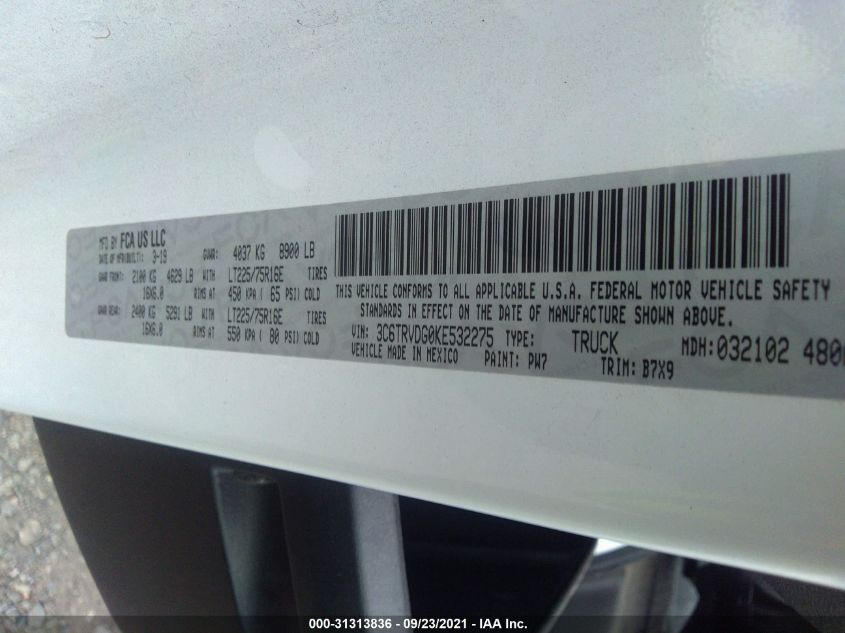 MFD BY FCA US LLC
DATE OF MFR(BUILT): 3-19 GVWR: 4037 KG 8900 LB
GAWR FRONT: 2100 KG 4629 LB WITH LT225/75R16E TIRES
16X6.0 RIMS AT 450 KPA ( 65 PSI) COLD
GAWR REAR: 2400 KG 5291 LB WITH LT225/75R16E TIRES
16X6.0 RIMS AT 550 KPA ( 80 PSI) COLD
THIS VEHICLE CONFORMS TO ALL APPLICABLE U.S.A. FEDERAL MOTOR VEHICLE SAFETY
STANDARDS IN EFFECT ON THE DATE OF MANUFACTURE SHOWN ABOVE.
VIN: 3C6TRVDG0KE532275 TYPE: TRUCK MDH: 032102
VEHICLE MADE IN MEXICO PAINT: PW7 TRIM: B7X9
000-31313836 - 09/23/2021 - IAA Inc.